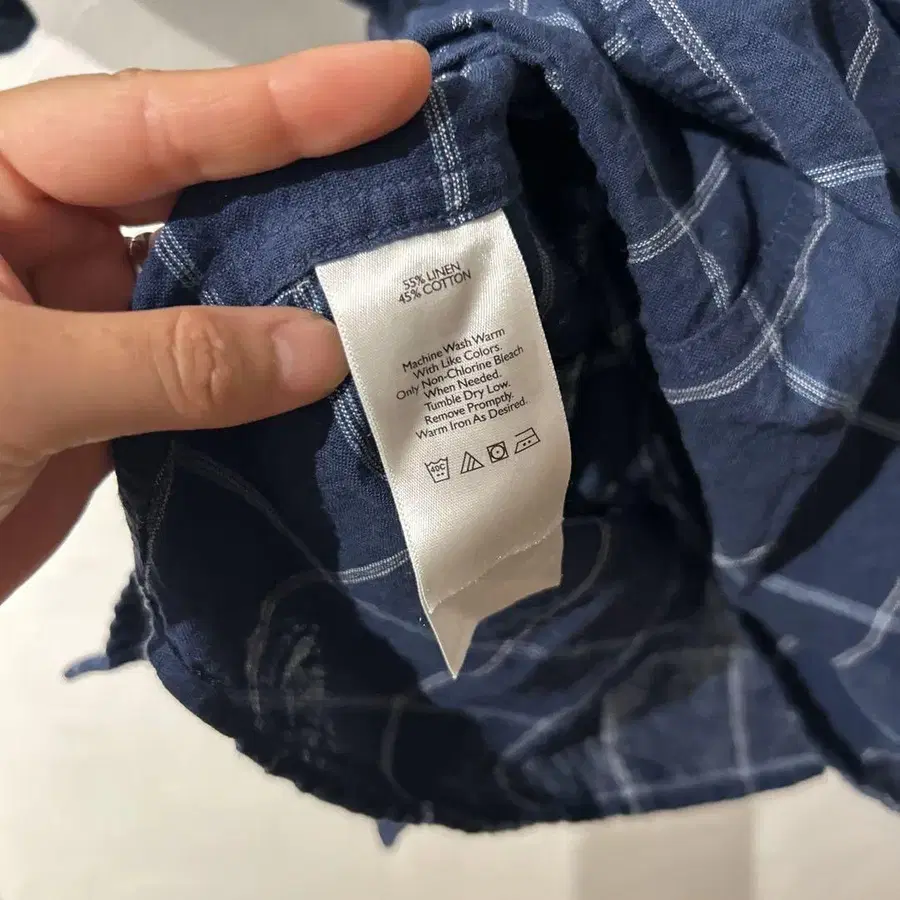 55% LINEN
45% COTTON
Machine Wash Warm
With Like Colors.
Only Non-Chlorine Bleach
When Needed.
Tumble Dry Low.
Remove Promptly.
Warm Iron As Desired.
40C